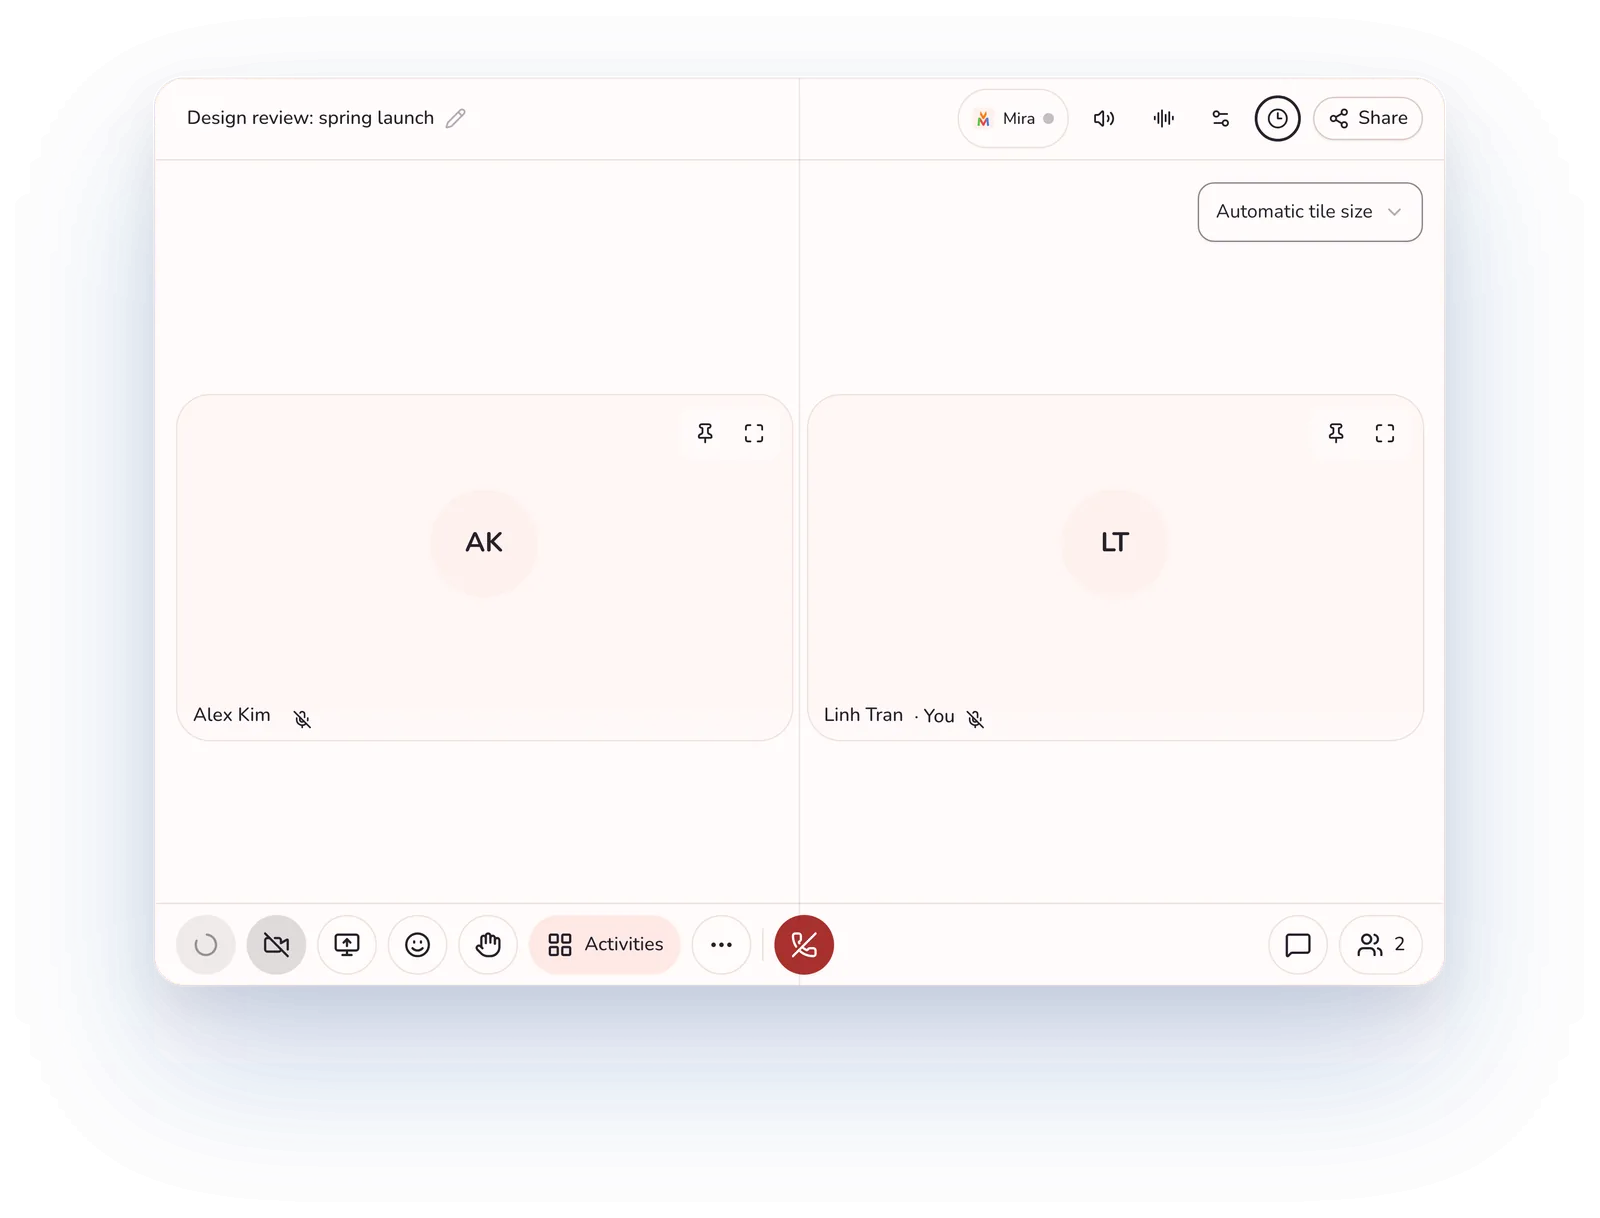 Design review: spring launch
Mira
Share
Automatic tile size
AK
LT
Alex Kim
Linh Tran · You
Activities
2